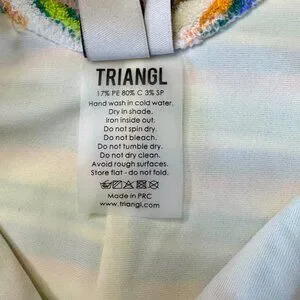 TRIANGL
17% PE 80% C 3% SP
Hand wash in cold water.
Dry in shade.
Iron inside out.
Do not spin dry.
Do not bleach.
Do not tumble dry.
Do not dry clean.
Avoid rough surfaces.
Store flat - do not fold.
Made in PRC
www.triangl.com